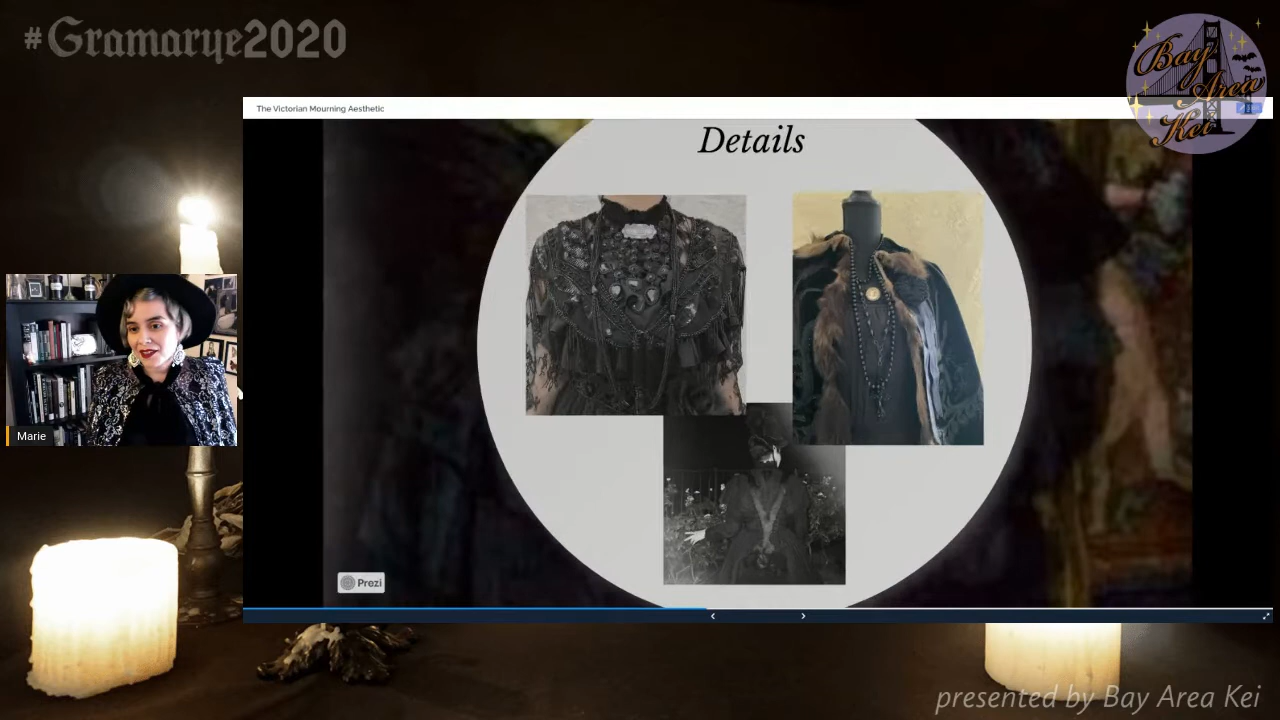 #Gramarye2020
Bay
Area
Kei
The Victorian Mourning Aesthetic
Details
Marie
Prezi
presented by Bay Area Kei